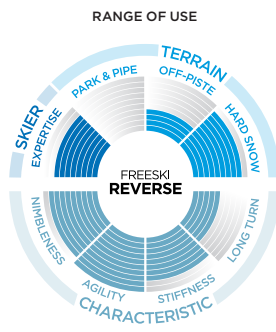 RANGE OF USE
SKIER
TERRAIN
EXPERTISE
PARK & PIPE
OFF-PISTE
HARD SNOW
FREESKI
REVERSE
NIMBLENESS
AGILITY
STIFFNESS
LONG TURN
CHARACTERISTIC